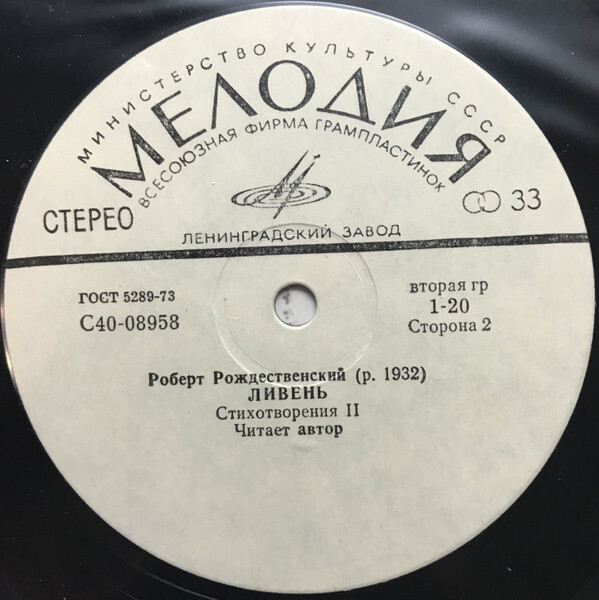 МИНИСТЕРСТВО КУЛЬТУРЫ СССР
МЕЛОДИЯ
ВСЕСОЮЗНАЯ ФИРМА ГРАМПЛАСТИНОК
СТЕРЕО
33
ЛЕНИНГРАДСКИЙ ЗАВОД
ГОСТ 5289-73
С40-08958
вторая гр
1-20
Сторона 2
Роберт Рождественский (р. 1932)
ЛИВЕНЬ
Стихотворения II
Читает автор